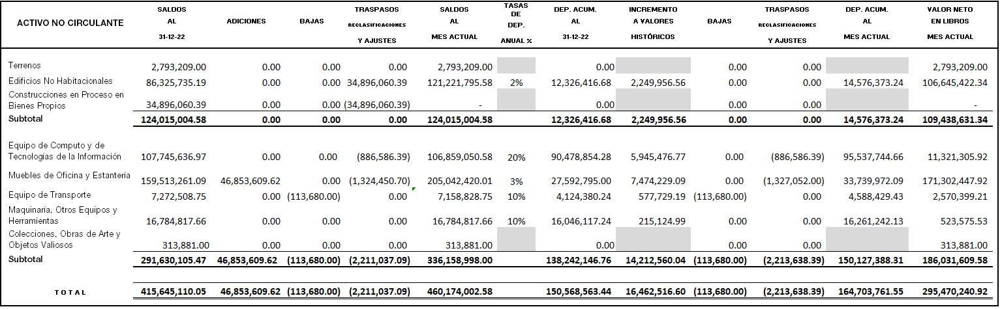 ACTIVO NO CIRCULANTE SALDOS AL 31-12-22 ADICIONES BAJAS TRASPASOS RECLASIFICACIONES Y AJUSTES SALDOS AL MES ACTUAL TASAS DE DEP. ANUAL % DEP. ACUM. AL 31-12-22 INCREMENTO A VALORES HISTÓRICOS BAJAS TRASPASOS RECLASIFICACIONES Y AJUSTES DEP. ACUM. AL MES ACTUAL VALOR NETO EN LIBROS MES ACTUAL
Terrenos 2,793,209.00 0.00 0.00 0.00 2,793,209.00 0.00 0.00 0.00 2,793,209.00
Edificios No Habitacionales 86,325,735.19 0.00 0.00 34,896,060.39 121,221,795.58 2% 12,326,416.68 2,249,956.56 0.00 0.00 14,576,373.24 106,645,422.34
Construcciones en Proceso en
Bienes Propios 34,896,060.39 0.00 0.00 (34,896,060.39) - 0.00 0.00 0.00 -
Subtotal 124,015,004.58 0.00 0.00 0.00 124,015,004.58 12,326,416.68 2,249,956.56 0.00 0.00 14,576,373.24 109,438,631.34
Equipo de Computo y de
Tecnologías de la Información 107,745,636.97 0.00 0.00 (886,586.39) 106,859,050.58 20% 90,478,854.28 5,945,476.77 0.00 (886,586.39) 95,537,744.66 11,321,305.92
Muebles de Oficina y Estantería 159,513,261.09 46,853,609.62 0.00 (1,324,450.70) 205,042,420.01 3% 27,592,795.00 7,474,229.09 0.00 (1,327,052.00) 33,739,972.09 171,302,447.92
Equipo de Transporte 7,272,508.75 0.00 (113,680.00) 0.00 7,158,828.75 10% 4,124,380.24 577,729.19 (113,680.00) 0.00 4,588,429.43 2,570,399.21
Maquinaría, Otros Equipos y
Herramientas 16,784,817.66 0.00 0.00 0.00 16,784,817.66 10% 16,046,117.24 215,124.99 0.00 0.00 16,261,242.13 523,575.53
Colecciones, Obras de Arte y
Objetos Valiosos 313,881.00 0.00 0.00 0.00 313,881.00 0.00 0.00 0.00 313,881.00
Subtotal 291,630,105.47 46,853,609.62 (113,680.00) (2,211,037.09) 336,158,998.00 138,242,146.76 14,212,560.04 (113,680.00) (2,213,638.39) 150,127,388.31 186,031,609.58
TOTAL 415,645,110.05 46,853,609.62 (113,680.00) (2,211,037.09) 460,174,002.58 150,568,563.44 16,462,516.60 (113,680.00) (2,213,638.39) 164,703,761.55 295,470,240.92